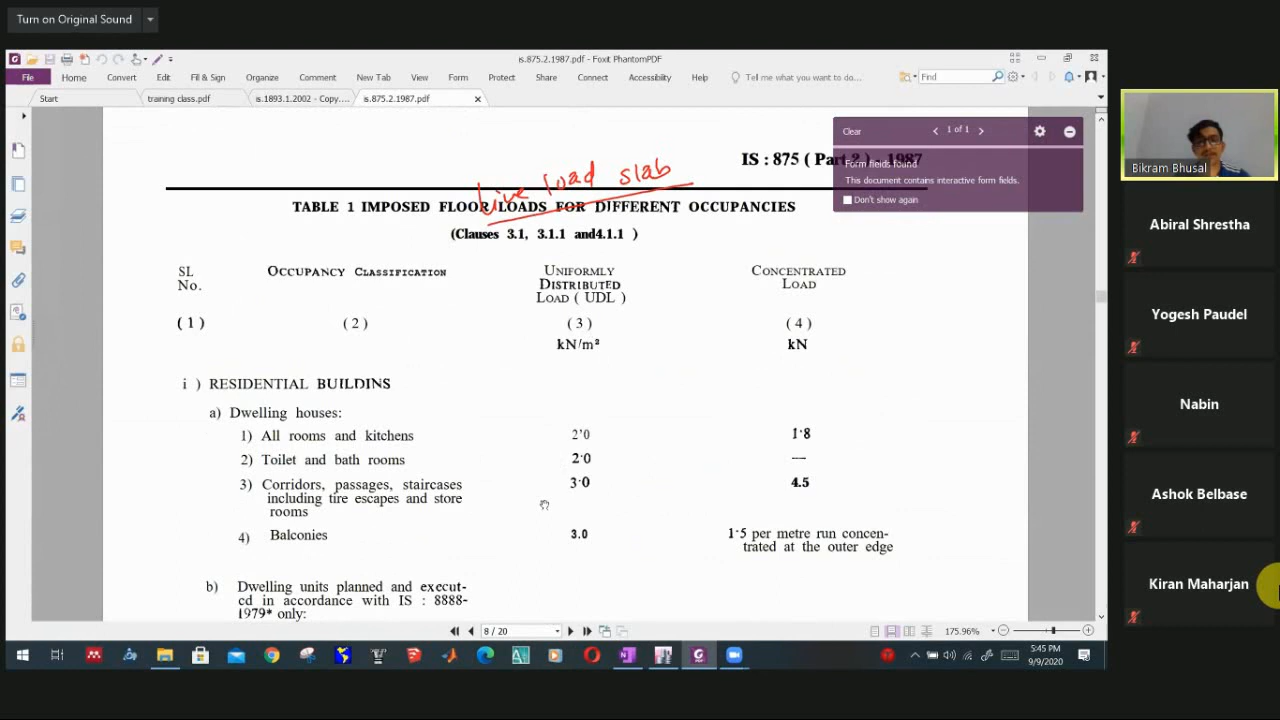 Turn on Original Sound
is.875.2.1987.pdf - Foxit PhantomPDF
File Home Convert Edit Fill & Sign Organize Comment New Tab View Form Protect Share Connect Accessibility Help Tell me what you want to do... Find
Start training class.pdf is.1893.1.2002 - Copy.... is.875.2.1987.pdf
Clear 1 of 1
IS : 875 ( Part 2 ) - 1987
Form fields found
This document contains interactive form fields.
Don't show again
Live load slab
TABLE 1 IMPOSED FLOOR LOADS FOR DIFFERENT OCCUPANCIES
(Clauses 3.1, 3.1.1 and4.1.1 )
SL No. OCCUPANCY CLASSIFICATION UNIFORMLY DISTRIBUTED LOAD ( UDL ) CONCENTRATED LOAD
( 1 ) ( 2 ) ( 3 ) ( 4 )
kN/m² kN
i ) RESIDENTIAL BUILDINS
a) Dwelling houses:
1) All rooms and kitchens 2'0 1·8
2) Toilet and bath rooms 2·0 —
3) Corridors, passages, staircases 3·0 4.5
including tire escapes and store
rooms
4) Balconies 3.0 1·5 per metre run concen-
trated at the outer edge
b) Dwelling units planned and execut-
cd in accordance with IS : 8888-
1979* only:
8 / 20 175.96%
5:45 PM
9/9/2020
Bikram Bhusal
Abiral Shrestha
Yogesh Paudel
Nabin
Ashok Belbase
Kiran Maharjan